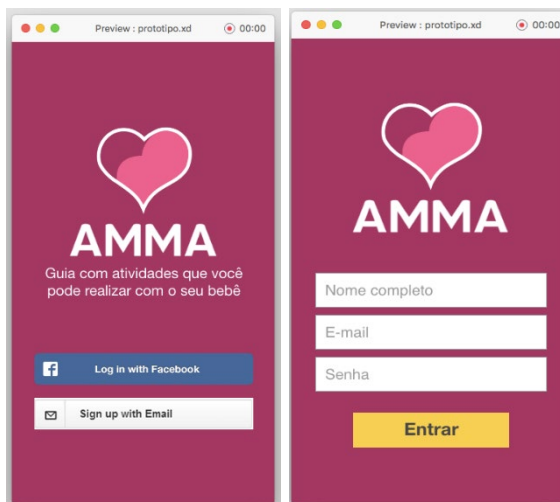 Preview : prototipo.xd
00:00
AMMA
Guia com atividades que você
pode realizar com o seu bebê
Log in with Facebook
Sign up with Email
Preview : prototipo.xd
00:00
AMMA
Nome completo
E-mail
Senha
Entrar